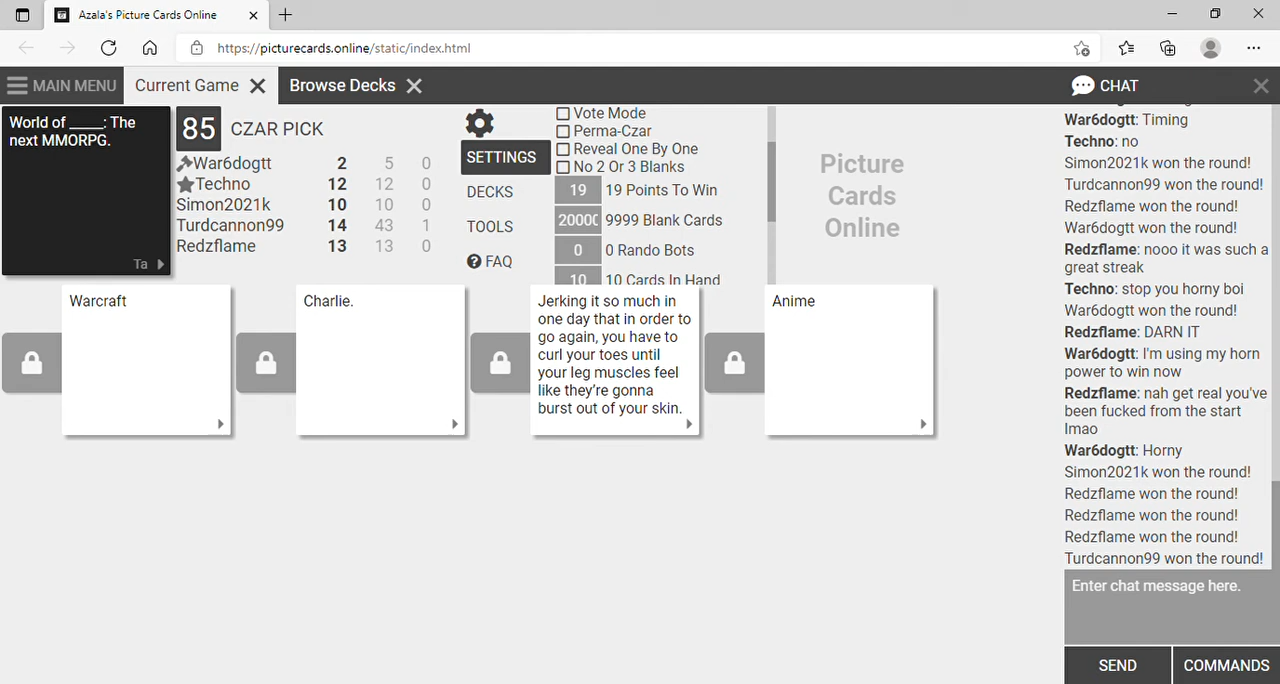 Azala's Picture Cards Online
https://picturecards.online/static/index.html
MAIN MENU
Current Game
Browse Decks
CHAT
World of _____: The
next MMORPG.
Ta
85 CZAR PICK
War6dogtt 2 5 0
Techno 12 12 0
Simon2021k 10 10 0
Turdcannon99 14 43 1
Redzflame 13 13 0
SETTINGS
DECKS
TOOLS
FAQ
Vote Mode
Perma-Czar
Reveal One By One
No 2 Or 3 Blanks
19 19 Points To Win
20000 9999 Blank Cards
0 0 Rando Bots
10 10 Cards In Hand
Picture
Cards
Online
Warcraft
Charlie.
Jerking it so much in
one day that in order to
go again, you have to
curl your toes until
your leg muscles feel
like they’re gonna
burst out of your skin.
Anime
War6dogtt: Timing
Techno: no
Simon2021k won the round!
Turdcannon99 won the round!
Redzflame won the round!
War6dogtt won the round!
Redzflame: nooo it was such a
great streak
Techno: stop you horny boi
War6dogtt won the round!
Redzflame: DARN IT
War6dogtt: I'm using my horn
power to win now
Redzflame: nah get real you've
been fucked from the start
lmao
War6dogtt: Horny
Simon2021k won the round!
Redzflame won the round!
Redzflame won the round!
Redzflame won the round!
Turdcannon99 won the round!
Enter chat message here.
SEND
COMMANDS